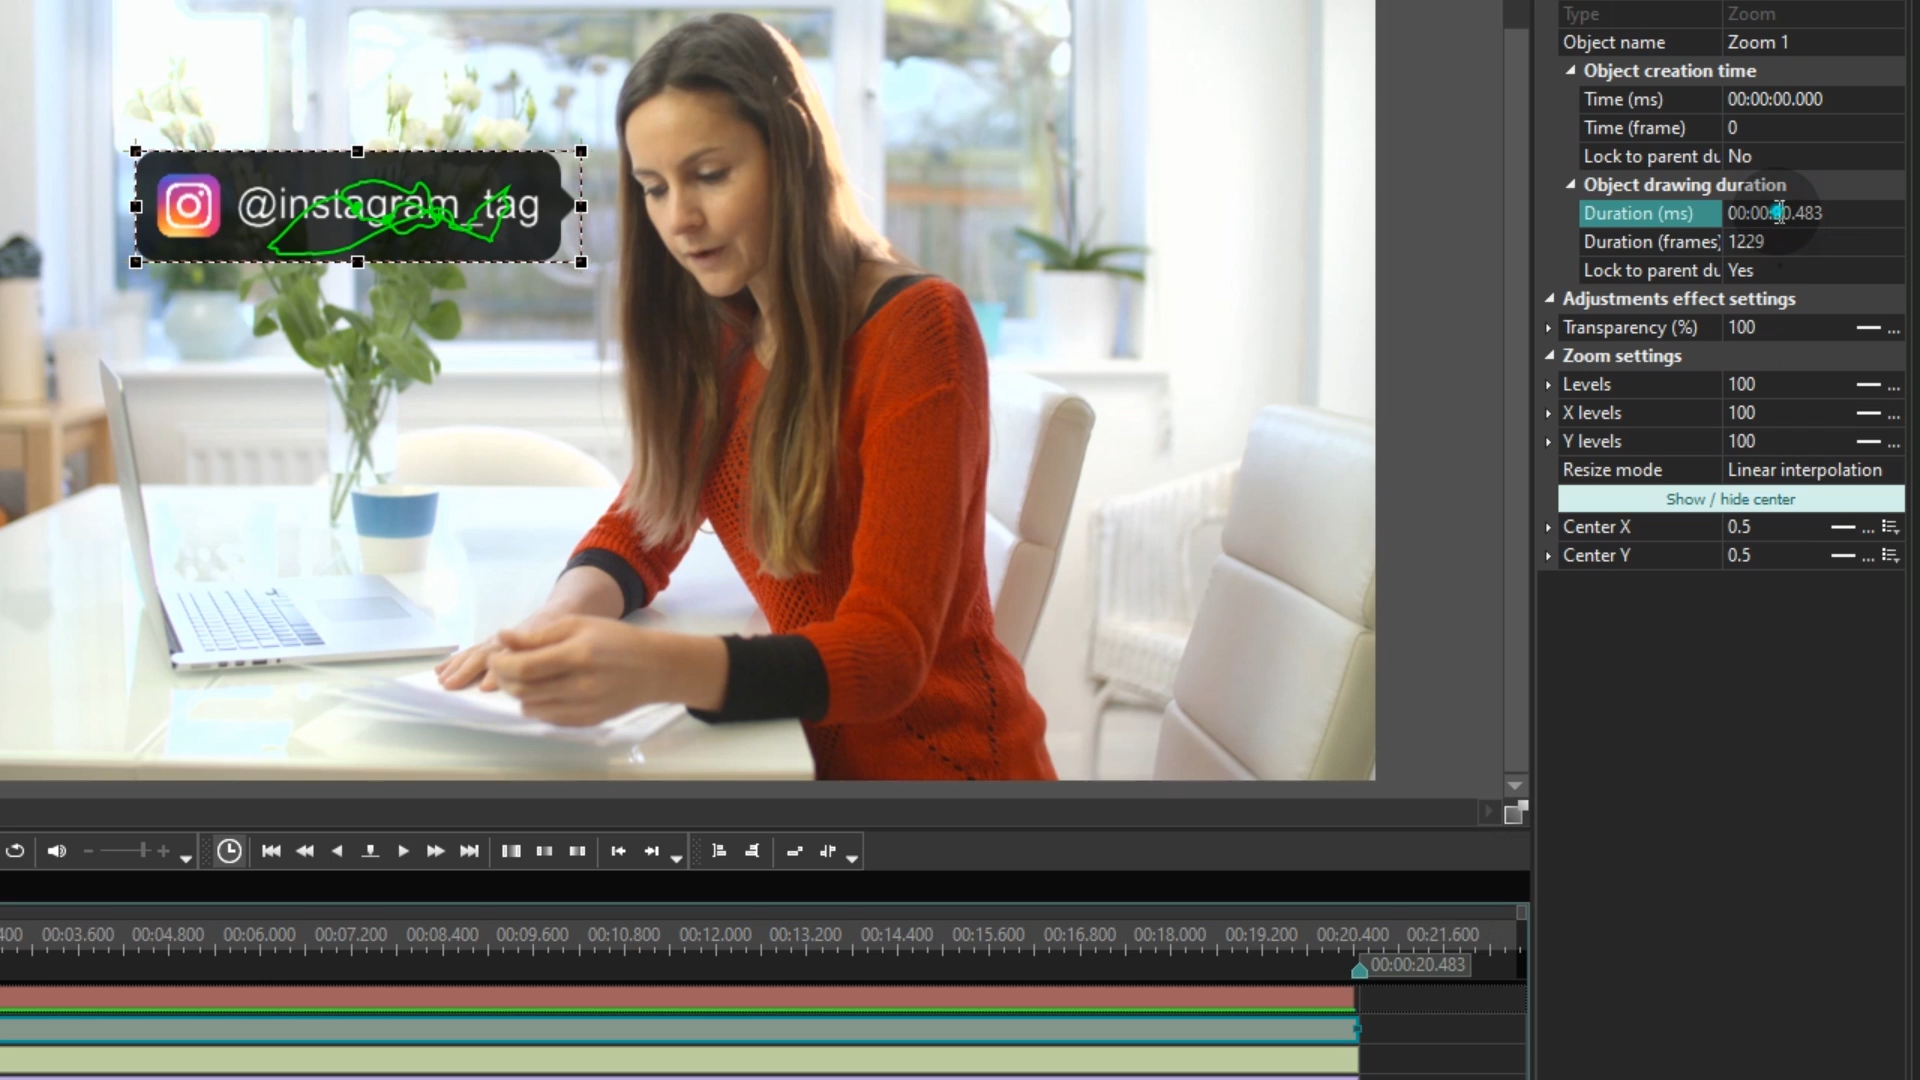 Type Zoom
Object name Zoom 1
Object creation time
Time (ms) 00:00:00.000
Time (frame) 0
Lock to parent du No
Object drawing duration
Duration (ms) 00:00:20.483
Duration (frames) 1229
Lock to parent du Yes
Adjustments effect settings
Transparency (%) 100
Zoom settings
Levels 100
X levels 100
Y levels 100
Resize mode Linear interpolation
Show / hide center
Center X 0.5
Center Y 0.5
@instagram_tag
400 00:03.600 00:04.800 00:06.000 00:07.200 00:08.400 00:09.600 00:10.800 00:12.000 00:13.200 00:14.400 00:15.600 00:16.800 00:18.000 00:19.200 00:20.400 00:21.600
00:00:20.483